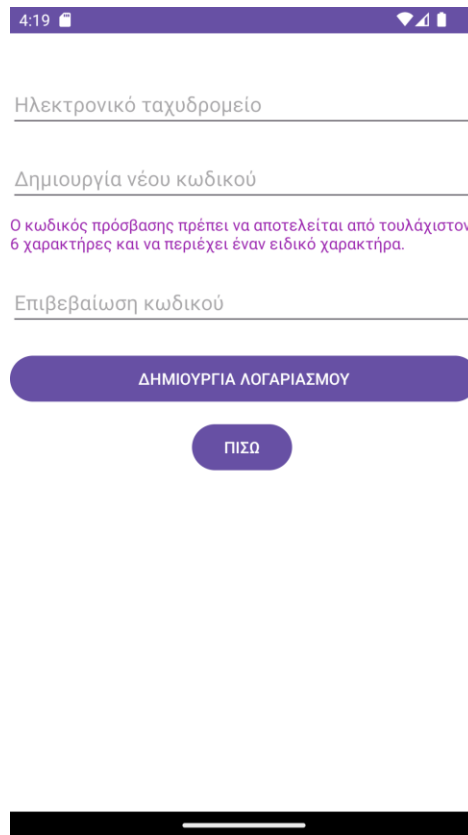 4:19
Ηλεκτρονικό ταχυδρομείο
Δημιουργία νέου κωδικού
Ο κωδικός πρόσβασης πρέπει να αποτελείται από τουλάχιστον
6 χαρακτήρες και να περιέχει έναν ειδικό χαρακτήρα.
Επιβεβαίωση κωδικού
ΔΗΜΙΟΥΡΓΙΑ ΛΟΓΑΡΙΑΣΜΟΥ
ΠΙΣΩ